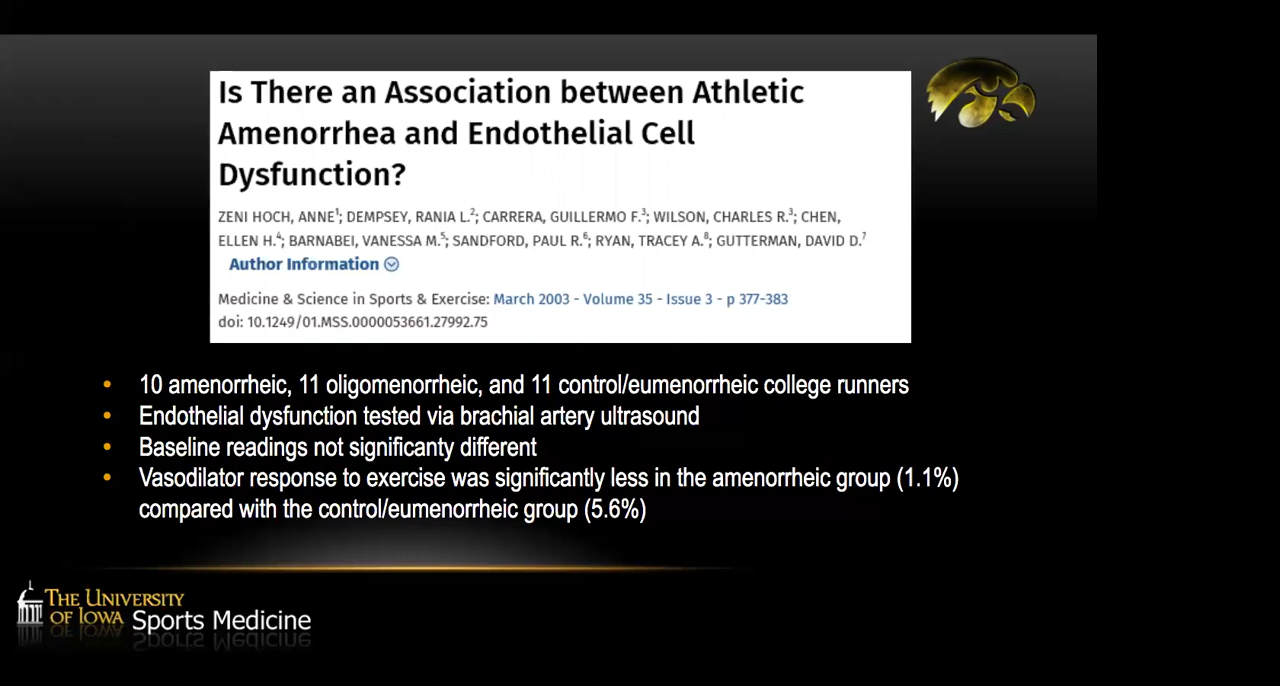 Is There an Association between Athletic
Amenorrhea and Endothelial Cell
Dysfunction?
ZENI HOCH, ANNE1; DEMPSEY, RANIA L.2; CARRERA, GUILLERMO F.3; WILSON, CHARLES R.3; CHEN,
ELLEN H.4; BARNABEI, VANESSA M.5; SANDFORD, PAUL R.6; RYAN, TRACEY A.8; GUTTERMAN, DAVID D.7
Author Information
Medicine & Science in Sports & Exercise: March 2003 - Volume 35 - Issue 3 - p 377-383
doi: 10.1249/01.MSS.0000053661.27992.75
• 10 amenorrheic, 11 oligomenorrheic, and 11 control/eumenorrheic college runners
• Endothelial dysfunction tested via brachial artery ultrasound
• Baseline readings not significanty different
• Vasodilator response to exercise was significantly less in the amenorrheic group (1.1%)
compared with the control/eumenorrheic group (5.6%)
THE UNIVERSITY
OF IOWA Sports Medicine